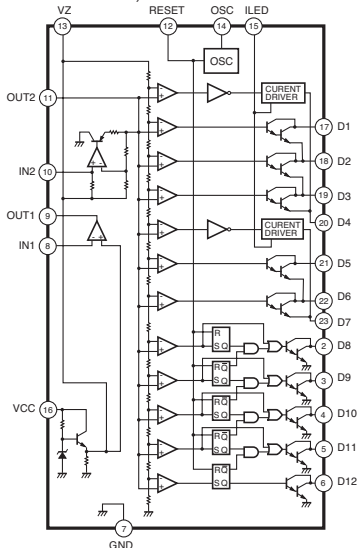 VZ RESET OSC ILED
13 12 14 15
OSC
OUT2 11
CURENT
DRIVER
- +
- +
17 D1
- +
18 D2
IN2 10
+ -
- +
19 D3
OUT1 9
20 D4
IN1 8
- +
- +
CURENT
DRIVER
- +
21 D5
- +
22 D6
23 D7
- +
R
S Q
2 D8
- +
R Q̅
S Q
3 D9
VCC 16
- +
R Q̅
S Q
4 D10
- +
R Q̅
S Q
5 D11
- +
R Q̅
S Q
6 D12
7
GND